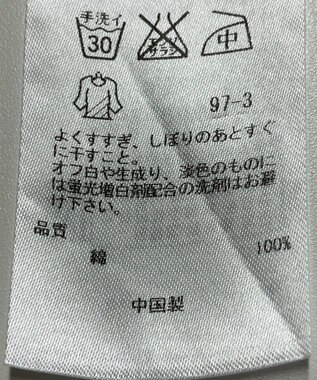 手洗イ
30
中
97-3
よくすすぎ、しぼりのあとすぐ
に干すこと。
オフ白や生成り、淡色のものに
は蛍光増白剤配合の洗剤はお避
け下さい。
品質
綿 100%
中国製